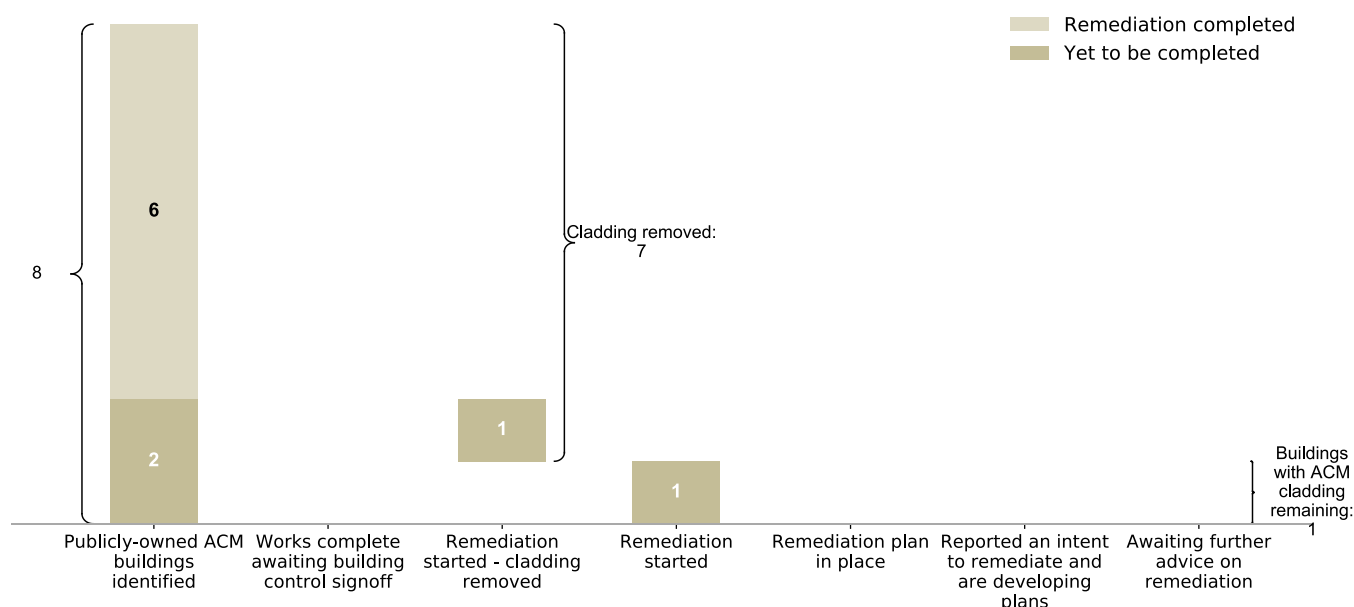 Remediation completed
Yet to be completed
6
8
Cladding removed:
7
2
1
1
Buildings
with ACM
cladding
remaining:
1
Publicly-owned ACM
buildings
identified
Works complete
awaiting building
control signoff
Remediation
started - cladding
removed
Remediation
started
Remediation plan
in place
Reported an intent
to remediate and
are developing
plans
Awaiting further
advice on
remediation